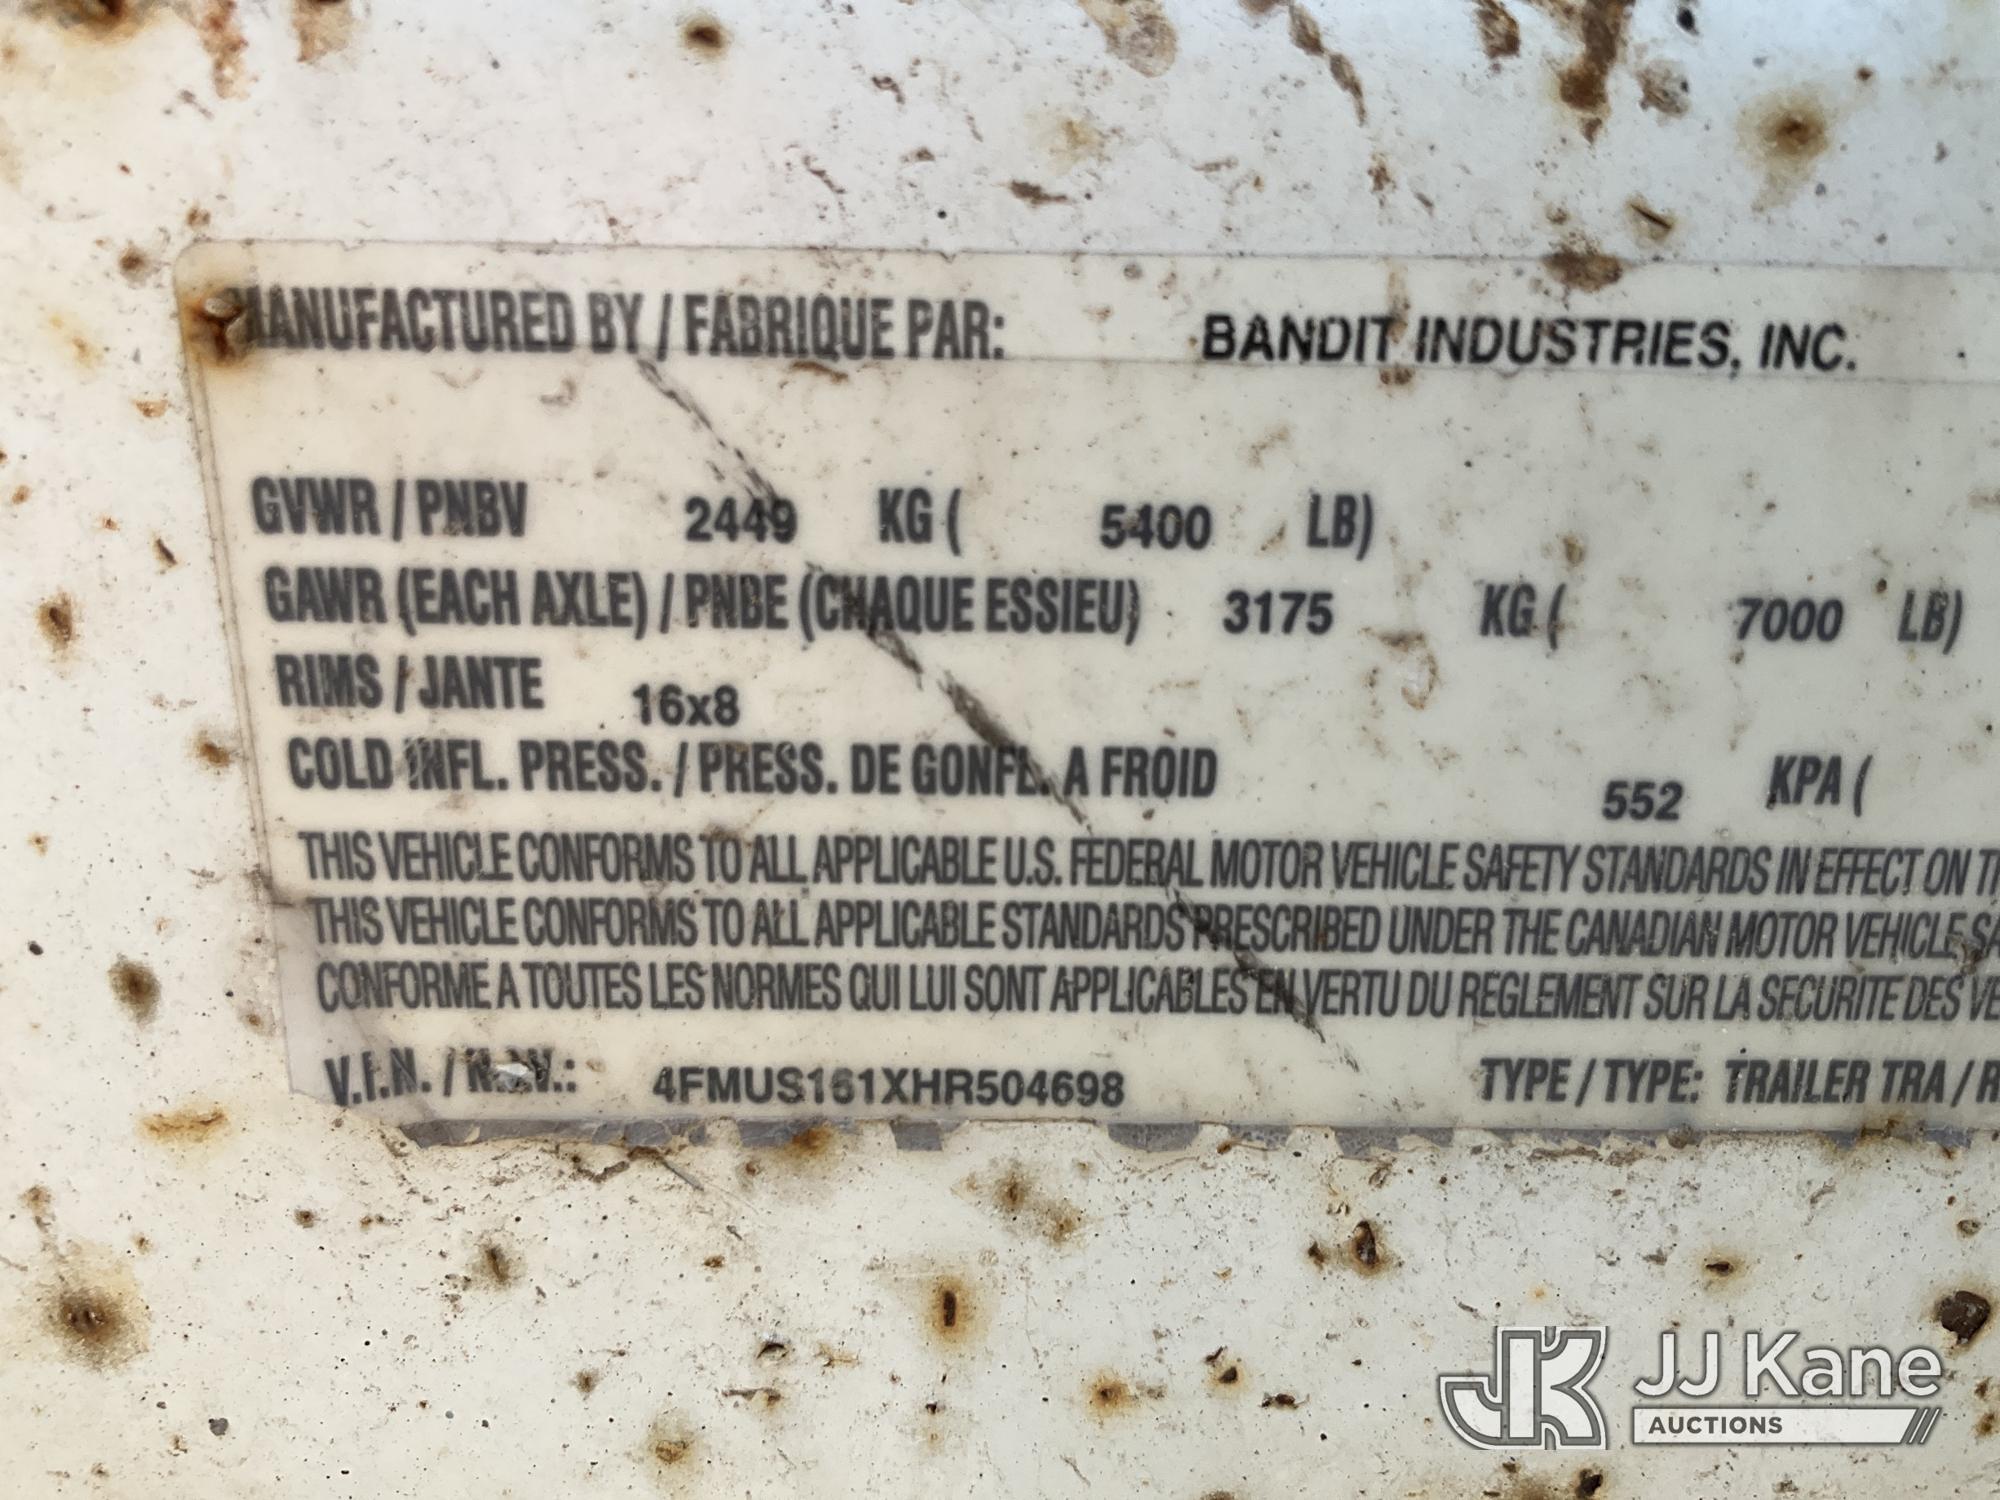 MANUFACTURED BY / FABRIQUE PAR: BANDIT INDUSTRIES, INC.
GVWR / PNBV 2449 KG ( 5400 LB)
GAWR (EACH AXLE) / PNBE (CHAQUE ESSIEU) 3175 KG ( 7000 LB)
RIMS / JANTE 16x8
COLD INFL. PRESS. / PRESS. DE GONFL. A FROID 552 KPA (
THIS VEHICLE CONFORMS TO ALL APPLICABLE U.S. FEDERAL MOTOR VEHICLE SAFETY STANDARDS IN EFFECT ON
THIS VEHICLE CONFORMS TO ALL APPLICABLE STANDARDS PRESCRIBED UNDER THE CANADIAN MOTOR VEHICLE
CONFORME A TOUTES LES NORMES QUI LUI SONT APPLICABLES EN VERTU DU REGLEMENT SUR LA SECURITE DES
V.I.N. / N.I.V.: 4FMUS161XHR504698 TYPE / TYPE: TRAILER TRA /
JK JJ Kane
AUCTIONS